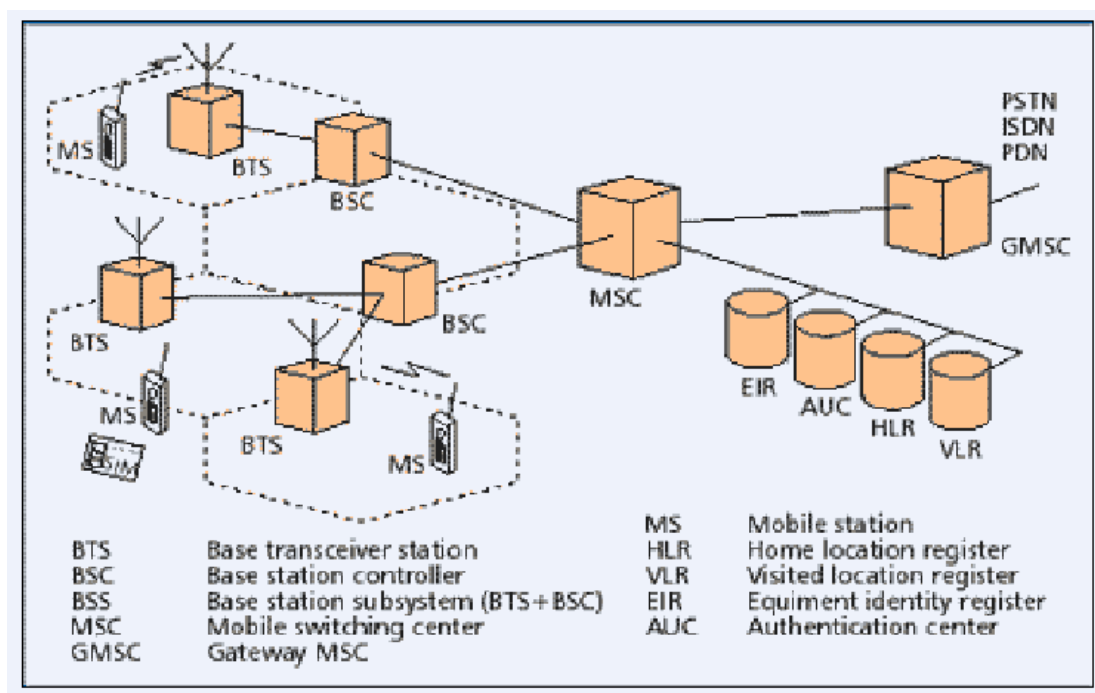 PSTN
ISDN
PDN
MS
BTS
BSC
GMSC
MSC
BTS
BSC
EIR
AUC
HLR
VLR
MS
SIM
BTS
MS
BTS Base transceiver station
BSC Base station controller
BSS Base station subsystem (BTS+BSC)
MSC Mobile switching center
GMSC Gateway MSC
MS Mobile station
HLR Home location register
VLR Visited location register
EIR Equiment identity register
AUC Authentication center